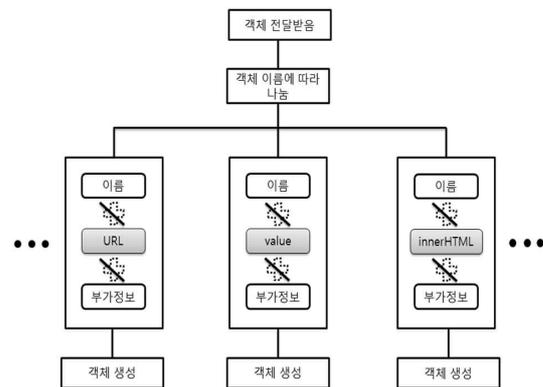 객체 전달받음
객체 이름에 따라
나눔
이름
URL
부가정보
객체 생성
이름
value
부가정보
객체 생성
이름
innerHTML
부가정보
객체 생성